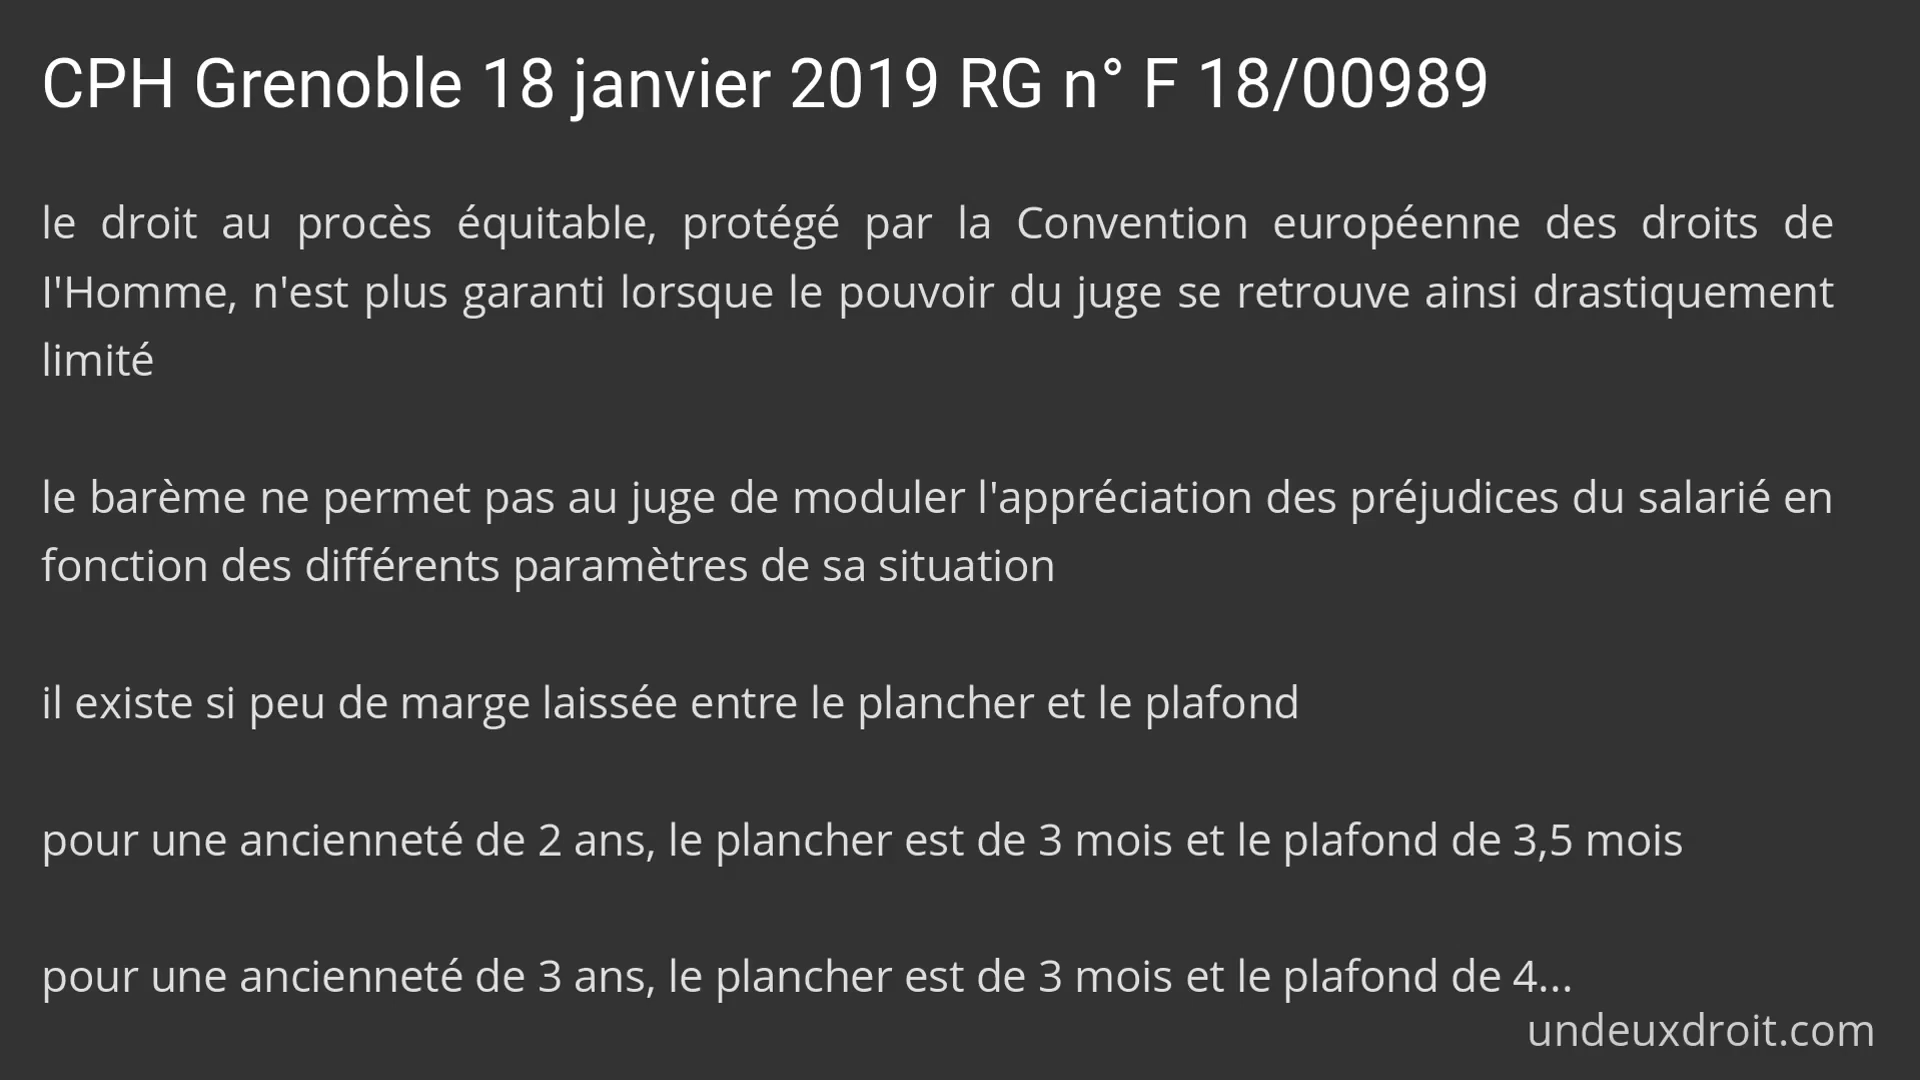 CPH Grenoble 18 janvier 2019 RG n° F 18/00989
le droit au procès équitable, protégé par la Convention européenne des droits de
l'Homme, n'est plus garanti lorsque le pouvoir du juge se retrouve ainsi drastiquement
limité
le barème ne permet pas au juge de moduler l'appréciation des préjudices du salarié en
fonction des différents paramètres de sa situation
il existe si peu de marge laissée entre le plancher et le plafond
pour une ancienneté de 2 ans, le plancher est de 3 mois et le plafond de 3,5 mois
pour une ancienneté de 3 ans, le plancher est de 3 mois et le plafond de 4...
undeuxdroit.com